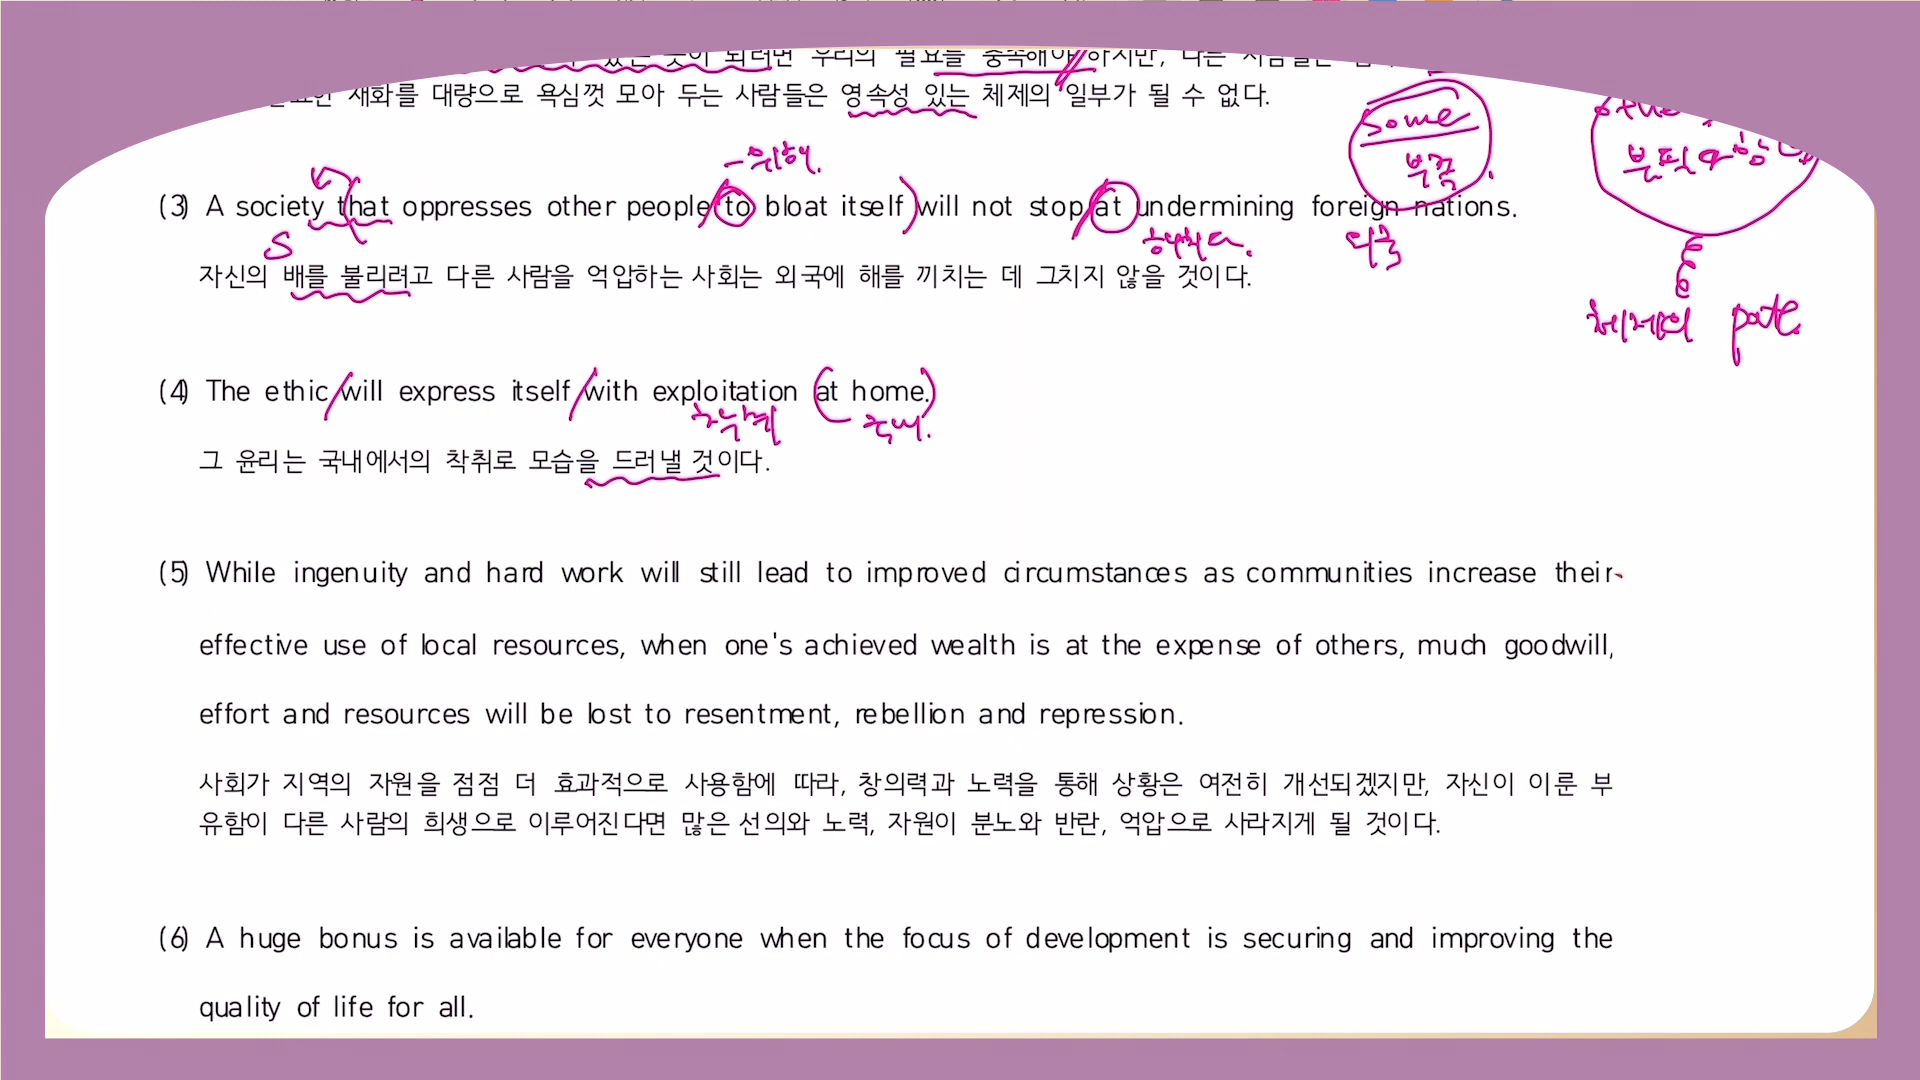 우리의 필요를 충족해야 하지만, 다른
재화를 대량으로 욕심껏 모아 두는 사람들은 영속성 있는 체제의 일부가 될 수 없다.
some
부족
-위해.
(3) A society that oppresses other people to bloat itself will not stop at undermining foreign nations.
S
외국
자신의 배를 불리려고 다른 사람을 억압하는 사회는 외국에 해를 끼치는 데 그치지 않을 것이다.
체제의
(4) The ethic will express itself with exploitation at home.
국내.
그 윤리는 국내에서의 착취로 모습을 드러낼 것이다.
(5) While ingenuity and hard work will still lead to improved circumstances as communities increase their
effective use of local resources, when one's achieved wealth is at the expense of others, much goodwill,
effort and resources will be lost to resentment, rebellion and repression.
사회가 지역의 자원을 점점 더 효과적으로 사용함에 따라, 창의력과 노력을 통해 상황은 여전히 개선되겠지만, 자신이 이룬 부
유함이 다른 사람의 희생으로 이루어진다면 많은 선의와 노력, 자원이 분노와 반란, 억압으로 사라지게 될 것이다.
(6) A huge bonus is available for everyone when the focus of development is securing and improving the
quality of life for all.